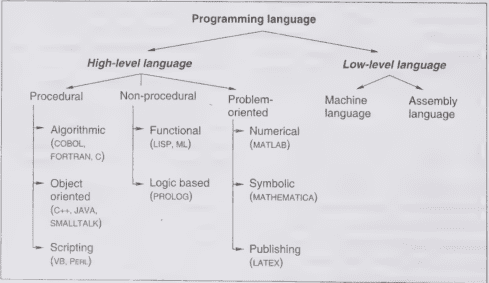 Programming language
High-level language
Low-level language
Procedural
Non-procedural
Problem-
oriented
Machine
language
Assembly
language
Algorithmic
(COBOL,
FORTRAN, C)
Functional
(LISP, ML)
Numerical
(MATLAB)
Object
oriented
(C++, JAVA,
SMALLTALK)
Logic based
(PROLOG)
Symbolic
(MATHEMATICA)
Scripting
(VB, PERL)
Publishing
(LATEX)